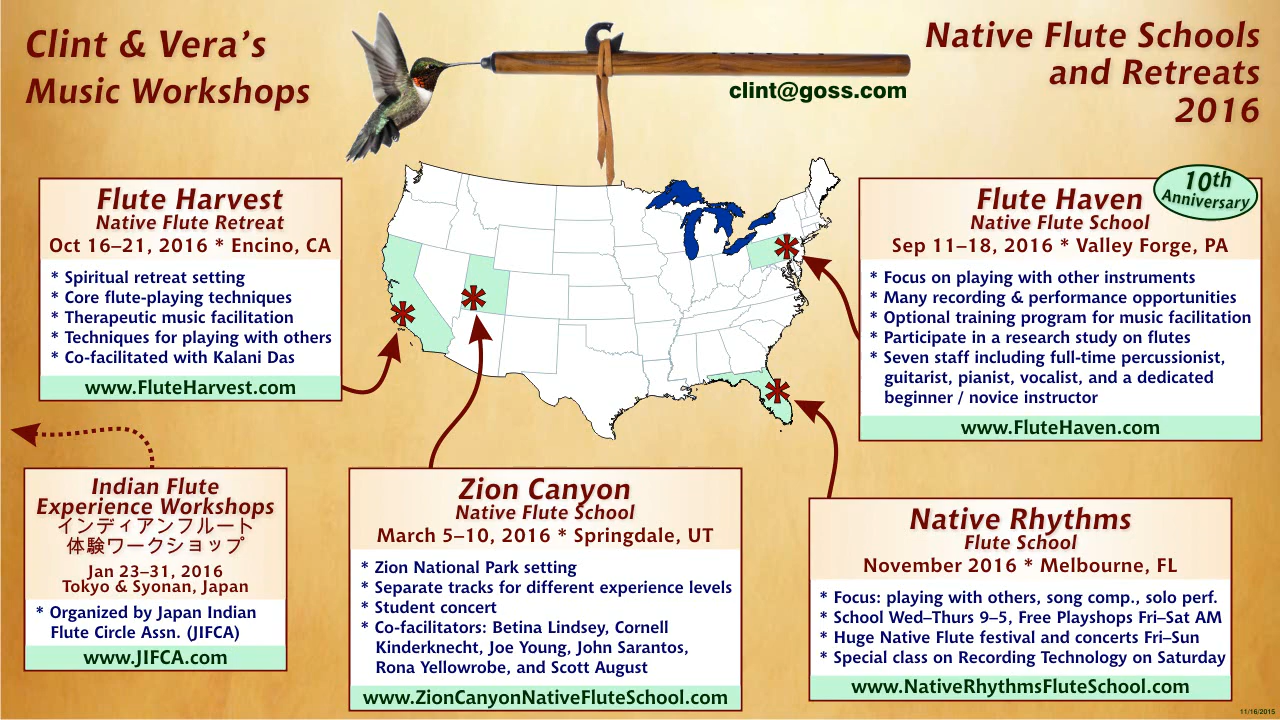 Clint & Vera's
Music Workshops
clint@goss.com
Native Flute Schools
and Retreats
2016
Flute Harvest
Native Flute Retreat
Oct 16–21, 2016 * Encino, CA
* Spiritual retreat setting
* Core flute-playing techniques
* Therapeutic music facilitation
* Techniques for playing with others
* Co-facilitated with Kalani Das
www.FluteHarvest.com
10th
Anniversary
Flute Haven
Native Flute School
Sep 11–18, 2016 * Valley Forge, PA
* Focus on playing with other instruments
* Many recording & performance opportunities
* Optional training program for music facilitation
* Participate in a research study on flutes
* Seven staff including full-time percussionist,
guitarist, pianist, vocalist, and a dedicated
beginner / novice instructor
www.FluteHaven.com
Indian Flute
Experience Workshops
インディアンフルート
体験ワークショップ
Jan 23–31, 2016
Tokyo & Syonan, Japan
* Organized by Japan Indian
Flute Circle Assn. (JIFCA)
www.JIFCA.com
Zion Canyon
Native Flute School
March 5–10, 2016 * Springdale, UT
* Zion National Park setting
* Separate tracks for different experience levels
* Student concert
* Co-facilitators: Betina Lindsey, Cornell
Kinderknecht, Joe Young, John Sarantos,
Rona Yellowrobe, and Scott August
www.ZionCanyonNativeFluteSchool.com
Native Rhythms
Flute School
November 2016 * Melbourne, FL
* Focus: playing with others, song comp., solo perf.
* School Wed–Thurs 9–5, Free Playshops Fri–Sat AM
* Huge Native Flute festival and concerts Fri–Sun
* Special class on Recording Technology on Saturday
www.NativeRhythmsFluteSchool.com
11/16/2015